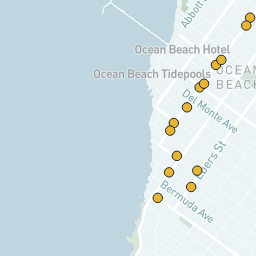 Abbott
Ocean Beach Hotel
Ocean Beach Tidepools
OCEAN
BEACH
Del Monte Ave
Ebers St
Bermuda Ave